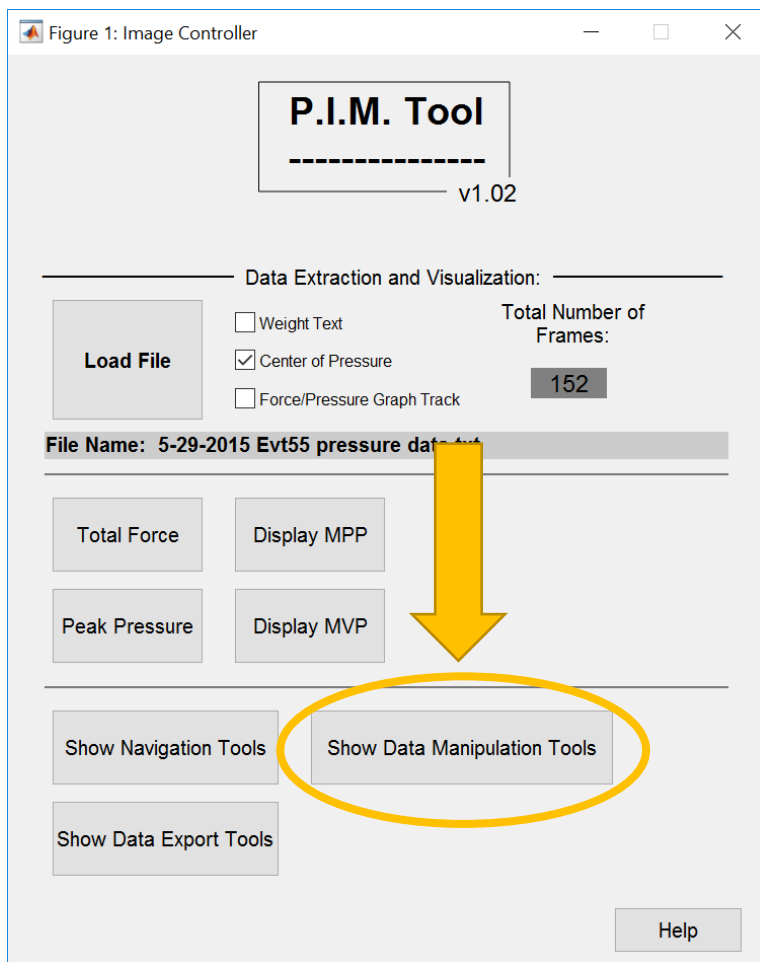 Figure 1: Image Controller
P.I.M. Tool
---------------
v1.02
Data Extraction and Visualization:
Load File
Weight Text
Center of Pressure
Force/Pressure Graph Track
Total Number of
Frames:
152
File Name: 5-29-2015 Evt55 pressure data.txt
Total Force
Display MPP
Peak Pressure
Display MVP
Show Navigation Tools
Show Data Manipulation Tools
Show Data Export Tools
Help